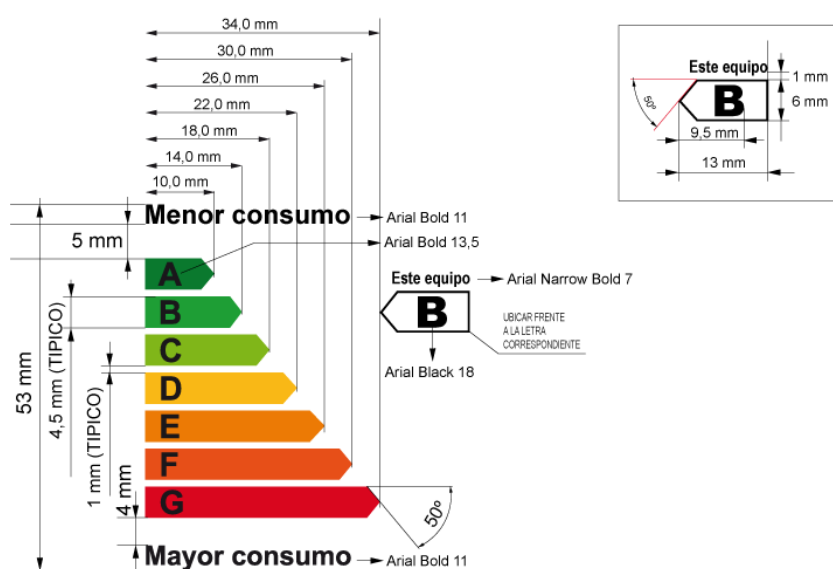 34,0 mm
30,0 mm
26,0 mm
22,0 mm
18,0 mm
14,0 mm
10,0 mm
Menor consumo
Arial Bold 11
5 mm
A
Arial Bold 13,5
B
C
D
E
F
G
Este equipo
Arial Narrow Bold 7
B
UBICAR FRENTE
A LA LETRA
CORRESPONDIENTE
Arial Black 18
53 mm
4,5 mm (TIPICO)
1 mm (TIPICO)
4 mm
50º
Mayor consumo
Arial Bold 11
Este equipo
1 mm
50º
B
6 mm
9,5 mm
13 mm